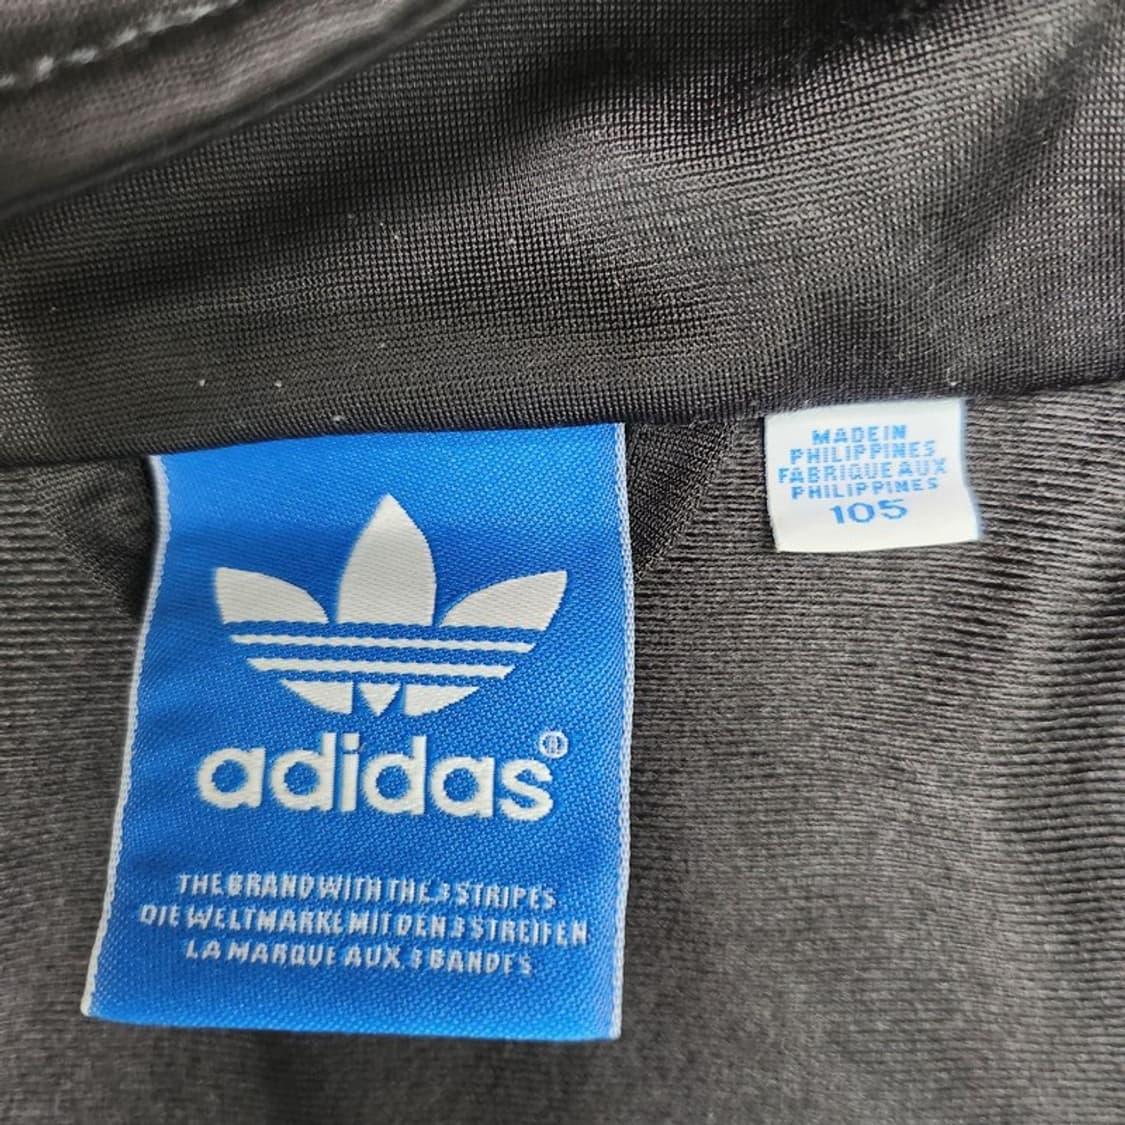 adidas®
THE BRAND WITH THE 3 STRIPES
DIE WELTMARKE MIT DEN 3 STREIFEN
LA MARQUE AUX 3 BANDES
MADE IN
PHILIPPINES
FABRIQUE AUX
PHILIPPINES
105